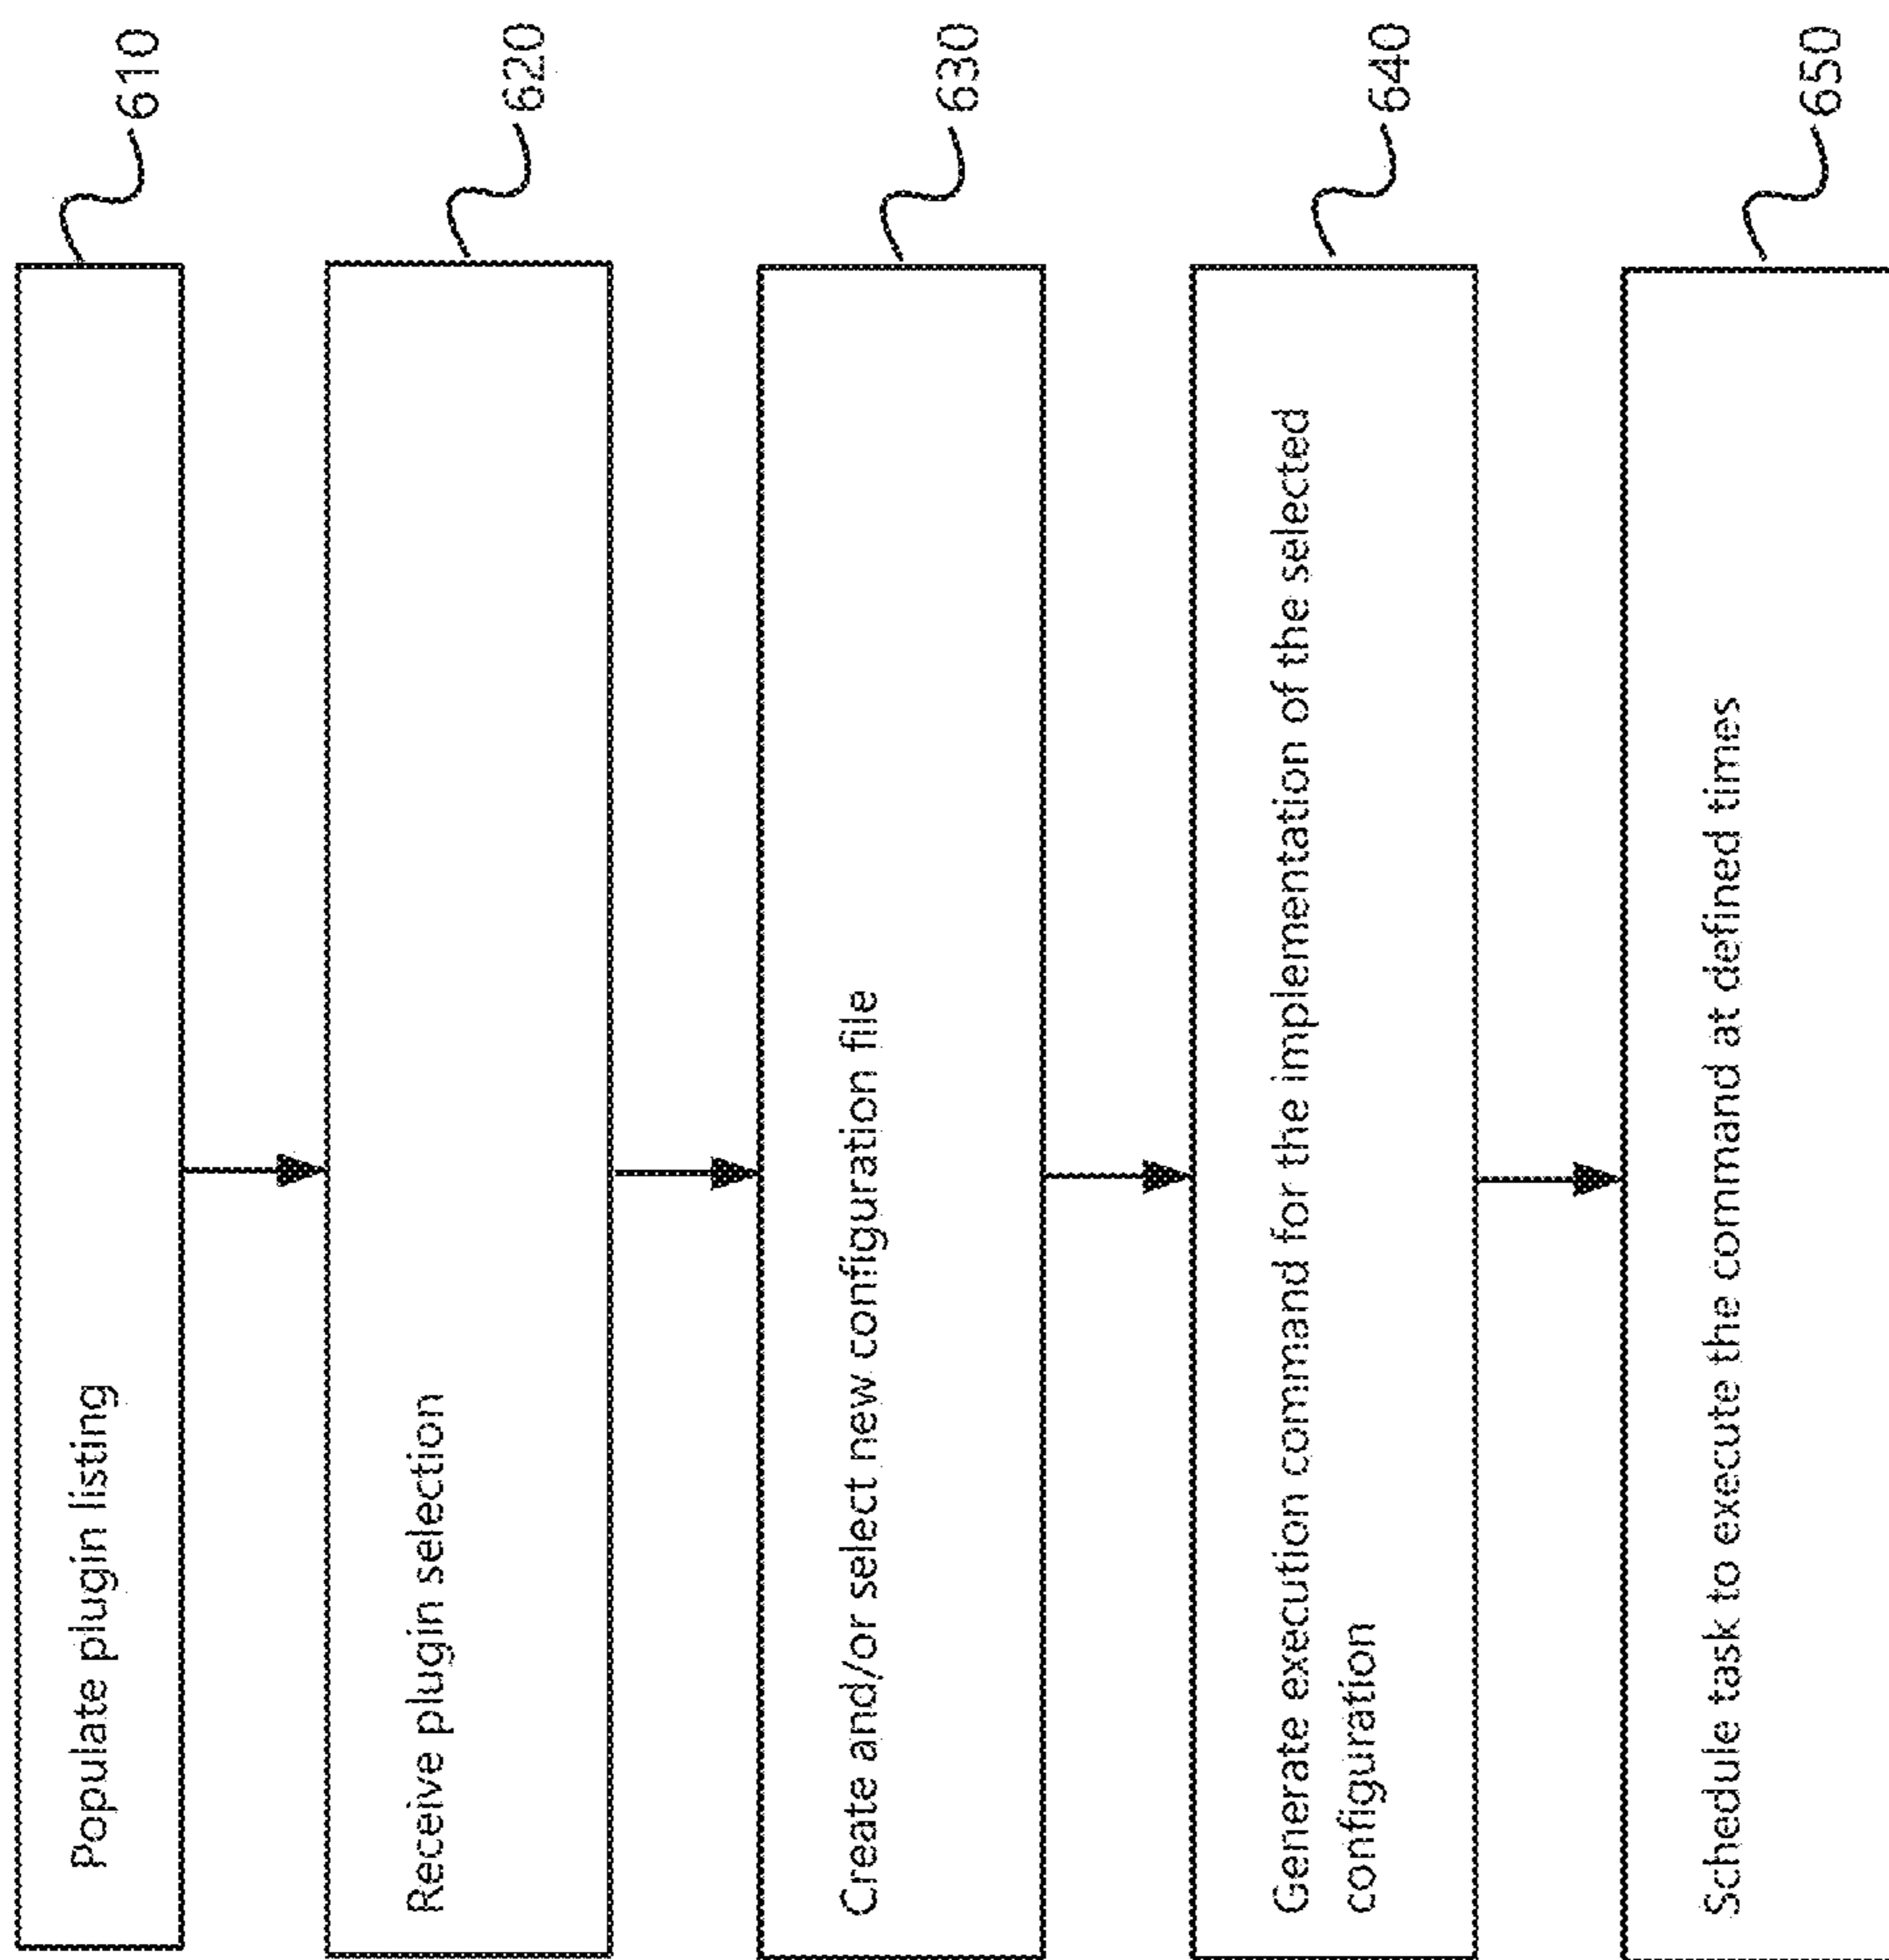 Populate plugin listing
610
Receive plugin selection
620
Create and/or select new configuration file
630
Generate execution command for the implementation of the selected
configuration
640
Schedule task to execute the command at defined times
650